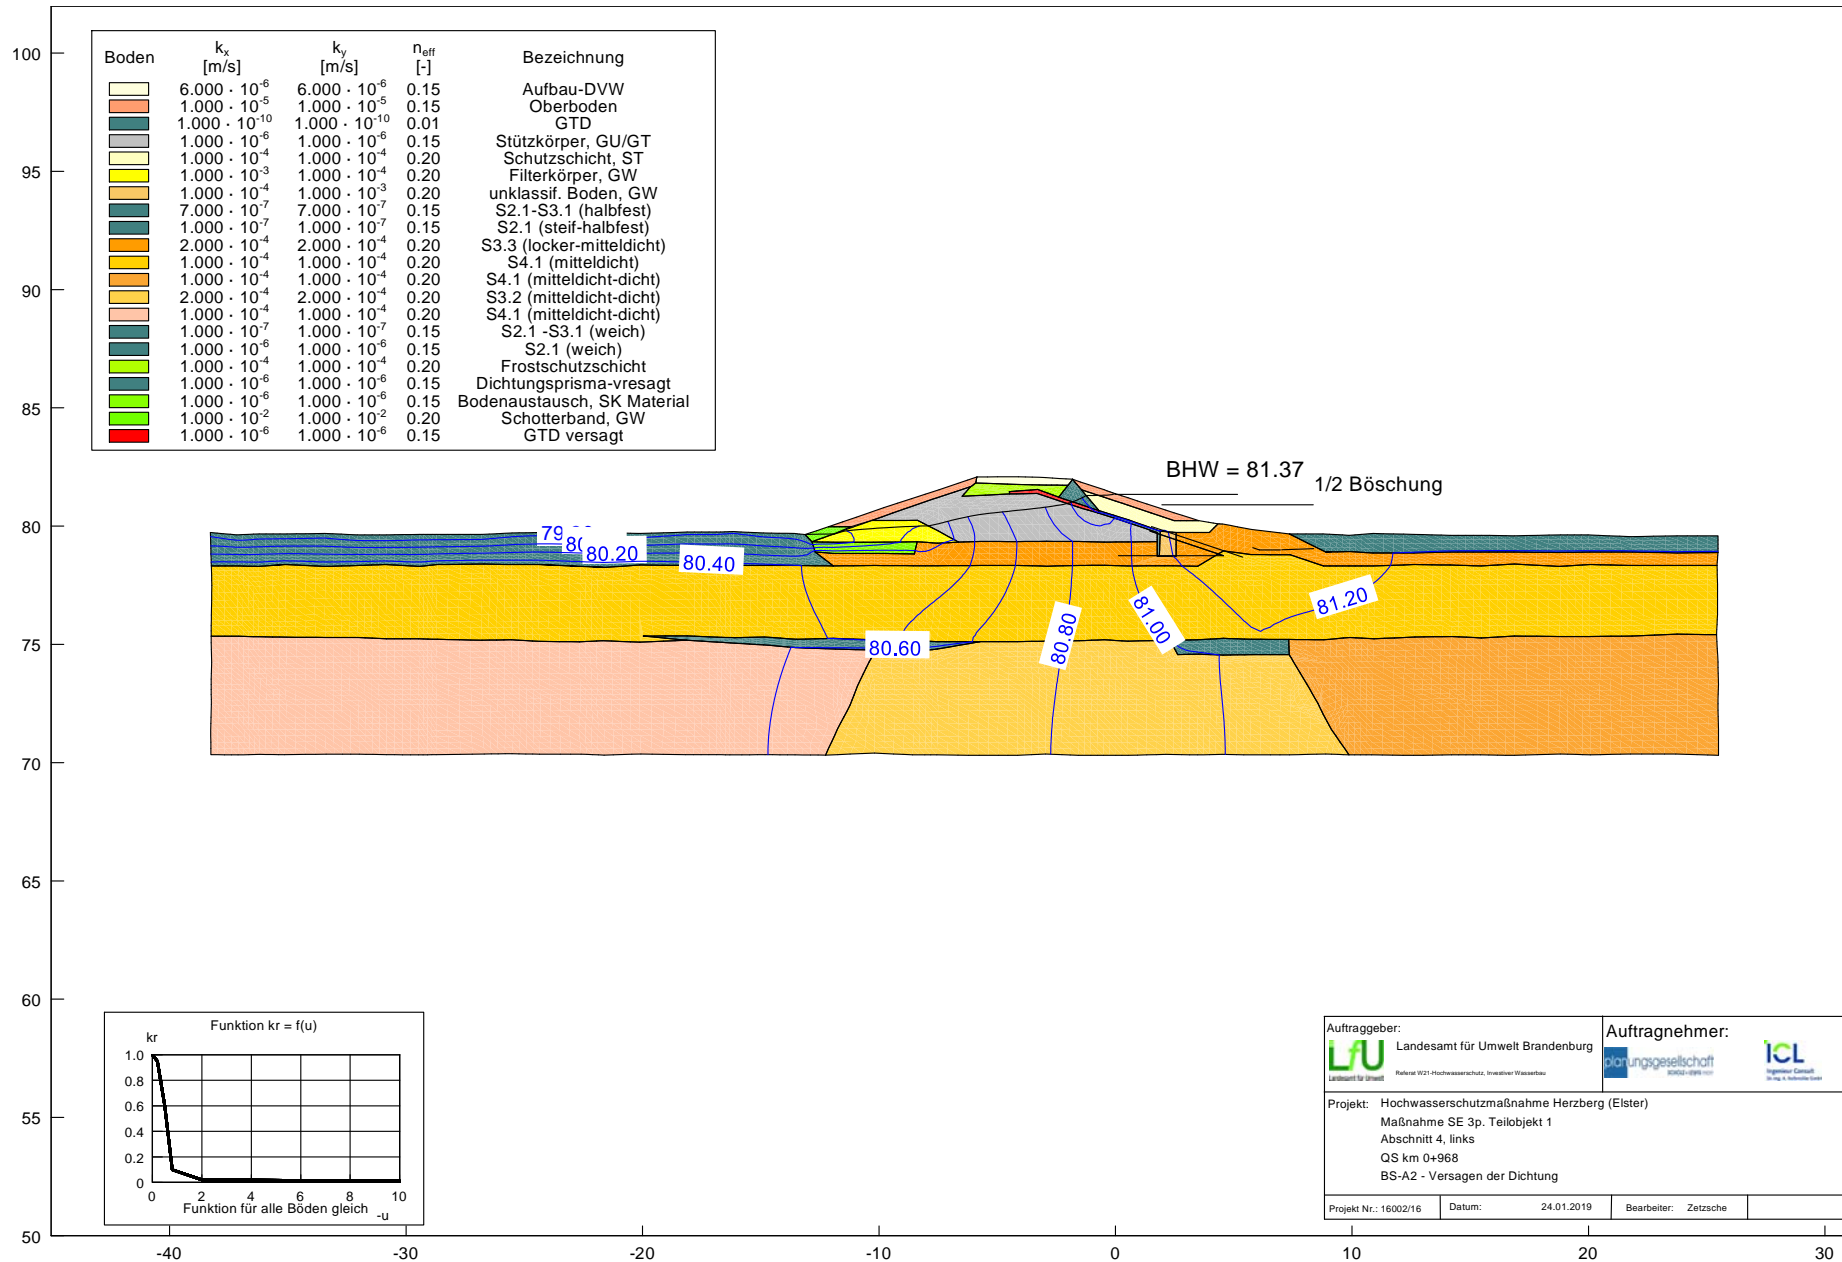 Boden kx [m/s] ky [m/s] neff [-] Bezeichnung
6.000 · 10-6 6.000 · 10-6 0.15 Aufbau-DVW
1.000 · 10-5 1.000 · 10-5 0.15 Oberboden
1.000 · 10-10 1.000 · 10-10 0.01 GTD
1.000 · 10-6 1.000 · 10-6 0.15 Stützkörper, GU/GT
1.000 · 10-4 1.000 · 10-4 0.20 Schutzschicht, ST
1.000 · 10-3 1.000 · 10-4 0.20 Filterkörper, GW
1.000 · 10-4 1.000 · 10-3 0.20 unklassif. Boden, GW
7.000 · 10-7 7.000 · 10-7 0.15 S2.1-S3.1 (halbfest)
1.000 · 10-7 1.000 · 10-7 0.15 S2.1 (steif-halbfest)
2.000 · 10-4 2.000 · 10-4 0.20 S3.3 (locker-mitteldicht)
1.000 · 10-4 1.000 · 10-4 0.20 S4.1 (mitteldicht)
1.000 · 10-4 1.000 · 10-4 0.20 S4.1 (mitteldicht-dicht)
2.000 · 10-4 2.000 · 10-4 0.20 S3.2 (mitteldicht-dicht)
1.000 · 10-4 1.000 · 10-4 0.20 S4.1 (mitteldicht-dicht)
1.000 · 10-7 1.000 · 10-7 0.15 S2.1 -S3.1 (weich)
1.000 · 10-6 1.000 · 10-6 0.15 S2.1 (weich)
1.000 · 10-4 1.000 · 10-4 0.20 Frostschutzschicht
1.000 · 10-6 1.000 · 10-6 0.15 Dichtungsprisma-vresagt
1.000 · 10-6 1.000 · 10-6 0.15 Bodenaustausch, SK Material
1.000 · 10-2 1.000 · 10-2 0.20 Schotterband, GW
1.000 · 10-6 1.000 · 10-6 0.15 GTD versagt
100
95
90
85
80
75
70
65
60
55
50
BHW = 81.37
1/2 Böschung
80.20
80.40
80.60
80.80
81.00
81.20
Funktion kr = f(u)
kr
1.0
0.8
0.6
0.4
0.2
0
0 2 4 6 8 10
Funktion für alle Böden gleich -u
Auftraggeber:
LfU
Landesamt für Umwelt
Landesamt für Umwelt Brandenburg
Referat W21-Hochwasserschutz, Investiver Wasserbau
Auftragnehmer:
planungsgesellschaft
ICL
Ingenieur Consult
Projekt: Hochwasserschutzmaßnahme Herzberg (Elster)
Maßnahme SE 3p. Teilobjekt 1
Abschnitt 4, links
QS km 0+968
BS-A2 - Versagen der Dichtung
Projekt Nr.: 16002/16 Datum: 24.01.2019 Bearbeiter: Zetzsche
-40 -30 -20 -10 0 10 20 30